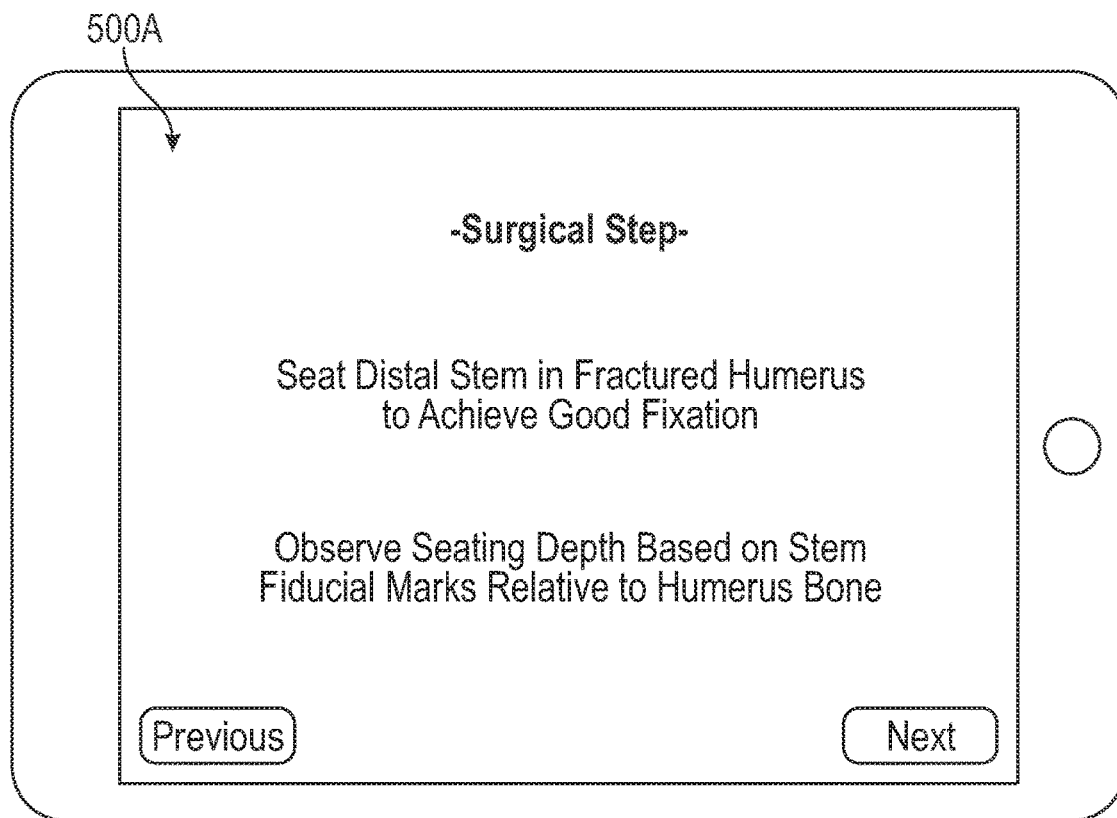 500A
-Surgical Step-
Seat Distal Stem in Fractured Humerus
to Achieve Good Fixation
Observe Seating Depth Based on Stem
Fiducial Marks Relative to Humerus Bone
Previous
Next